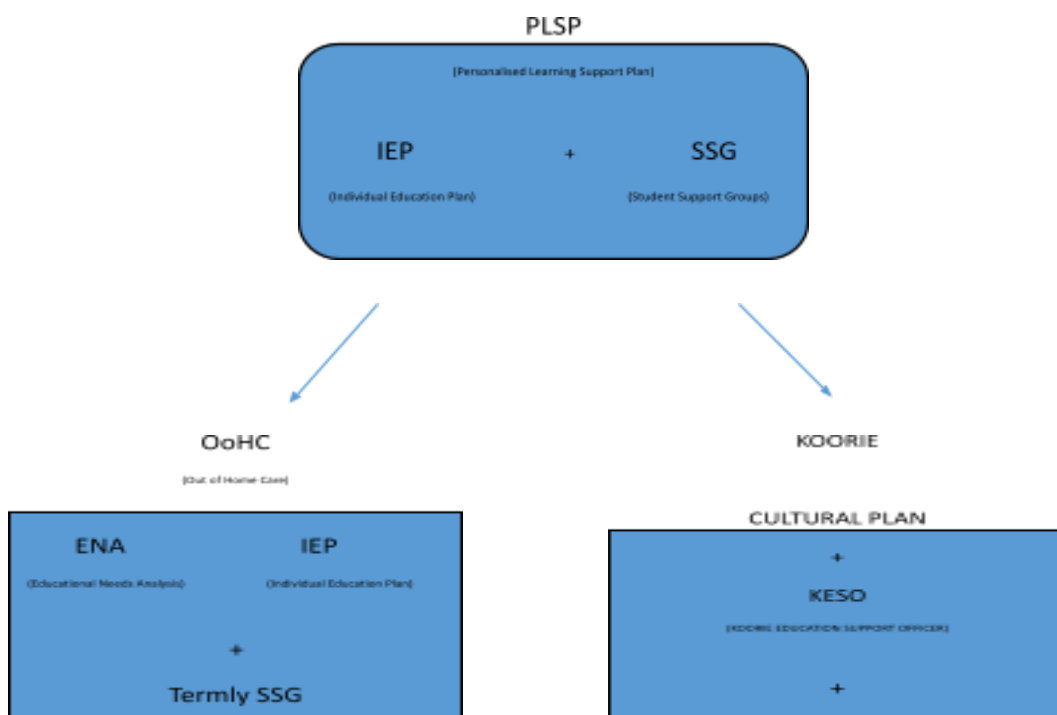 PLSP
(Personalised Learning Support Plan)
IEP + SSG
(Individual Education Plan) (Student Support Groups)
OoHC
(Out of Home Care)
ENA IEP
(Educational Needs Analysis) (Individual Education Plan)
+
Termly SSG
KOORIE
CULTURAL PLAN
+
KESO
(KOORIE EDUCATION SUPPORT OFFICER)
+